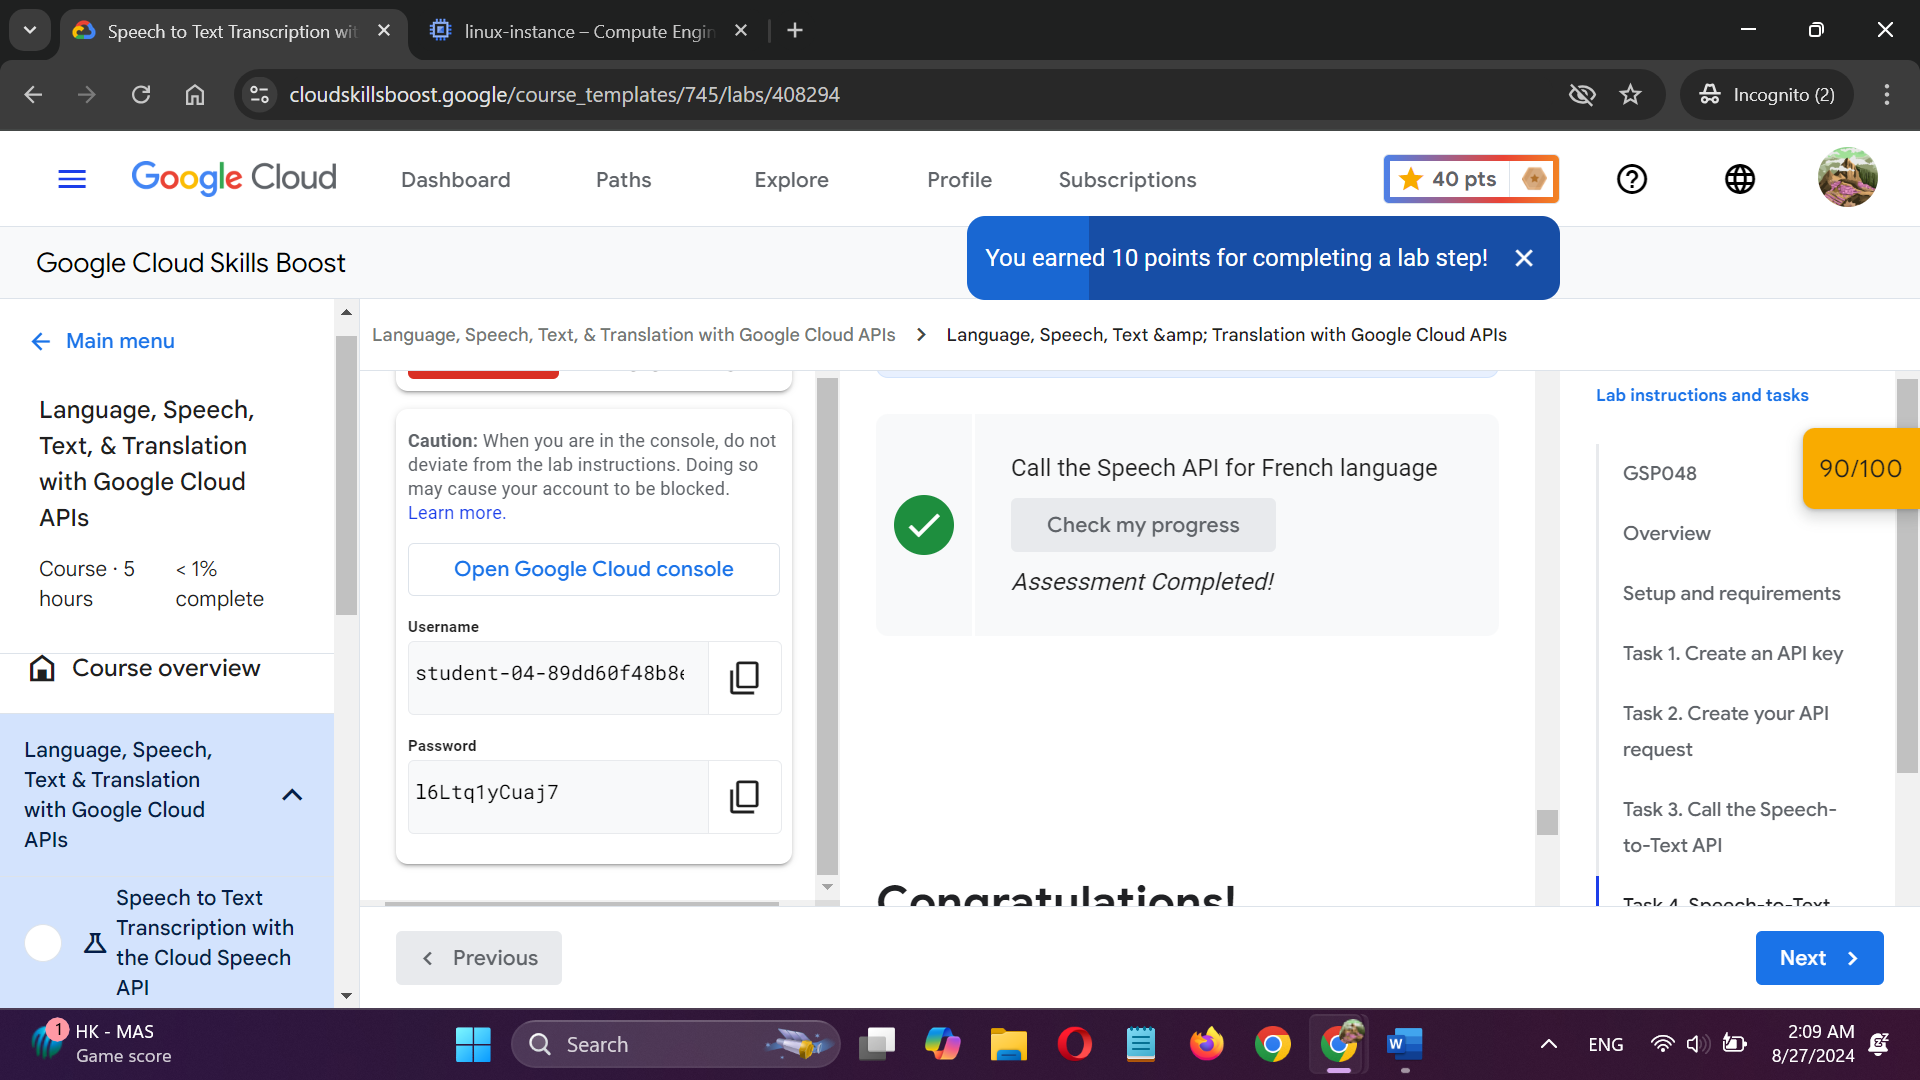 Speech to Text Transcription wit
linux-instance – Compute Engin
cloudskillsboost.google/course_templates/745/labs/408294
Incognito (2)
Google Cloud
Dashboard
Paths
Explore
Profile
Subscriptions
40 pts
You earned 10 points for completing a lab step!
Google Cloud Skills Boost
Main menu
Language, Speech, Text, & Translation with Google Cloud APIs
Language, Speech, Text &amp; Translation with Google Cloud APIs
Language, Speech,
Text, & Translation
with Google Cloud
APIs
Course · 5
hours
< 1%
complete
Course overview
Language, Speech,
Text & Translation
with Google Cloud
APIs
Speech to Text
Transcription with
the Cloud Speech
API
Caution: When you are in the console, do not
deviate from the lab instructions. Doing so
may cause your account to be blocked.
Learn more.
Open Google Cloud console
Username
student-04-89dd60f48b8e
Password
l6Ltq1yCuaj7
Call the Speech API for French language
Check my progress
Assessment Completed!
Congratulations!
Lab instructions and tasks
GSP048
90/100
Overview
Setup and requirements
Task 1. Create an API key
Task 2. Create your API
request
Task 3. Call the Speech-
to-Text API
Task 4. Speech-to-Text
Previous
Next
1
HK - MAS
Game score
Search
ENG
2:09 AM
8/27/2024